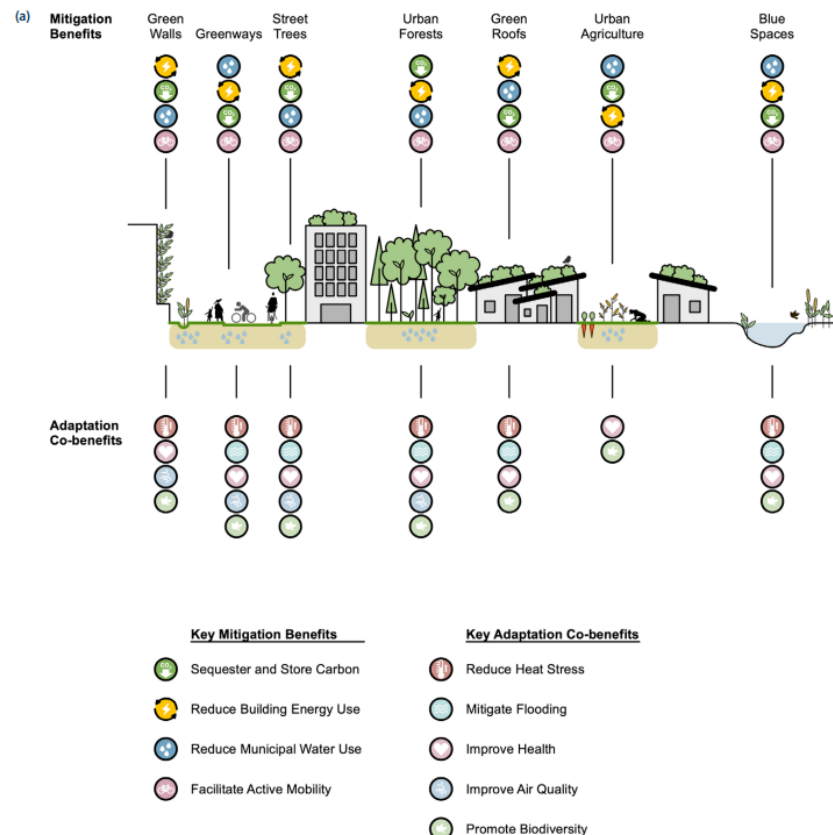 (a)
Mitigation
Benefits
Green
Walls
Greenways
Street
Trees
Urban
Forests
Green
Roofs
Urban
Agriculture
Blue
Spaces
Adaptation
Co-benefits
Key Mitigation Benefits
Sequester and Store Carbon
Reduce Building Energy Use
Reduce Municipal Water Use
Facilitate Active Mobility
Key Adaptation Co-benefits
Reduce Heat Stress
Mitigate Flooding
Improve Health
Improve Air Quality
Promote Biodiversity